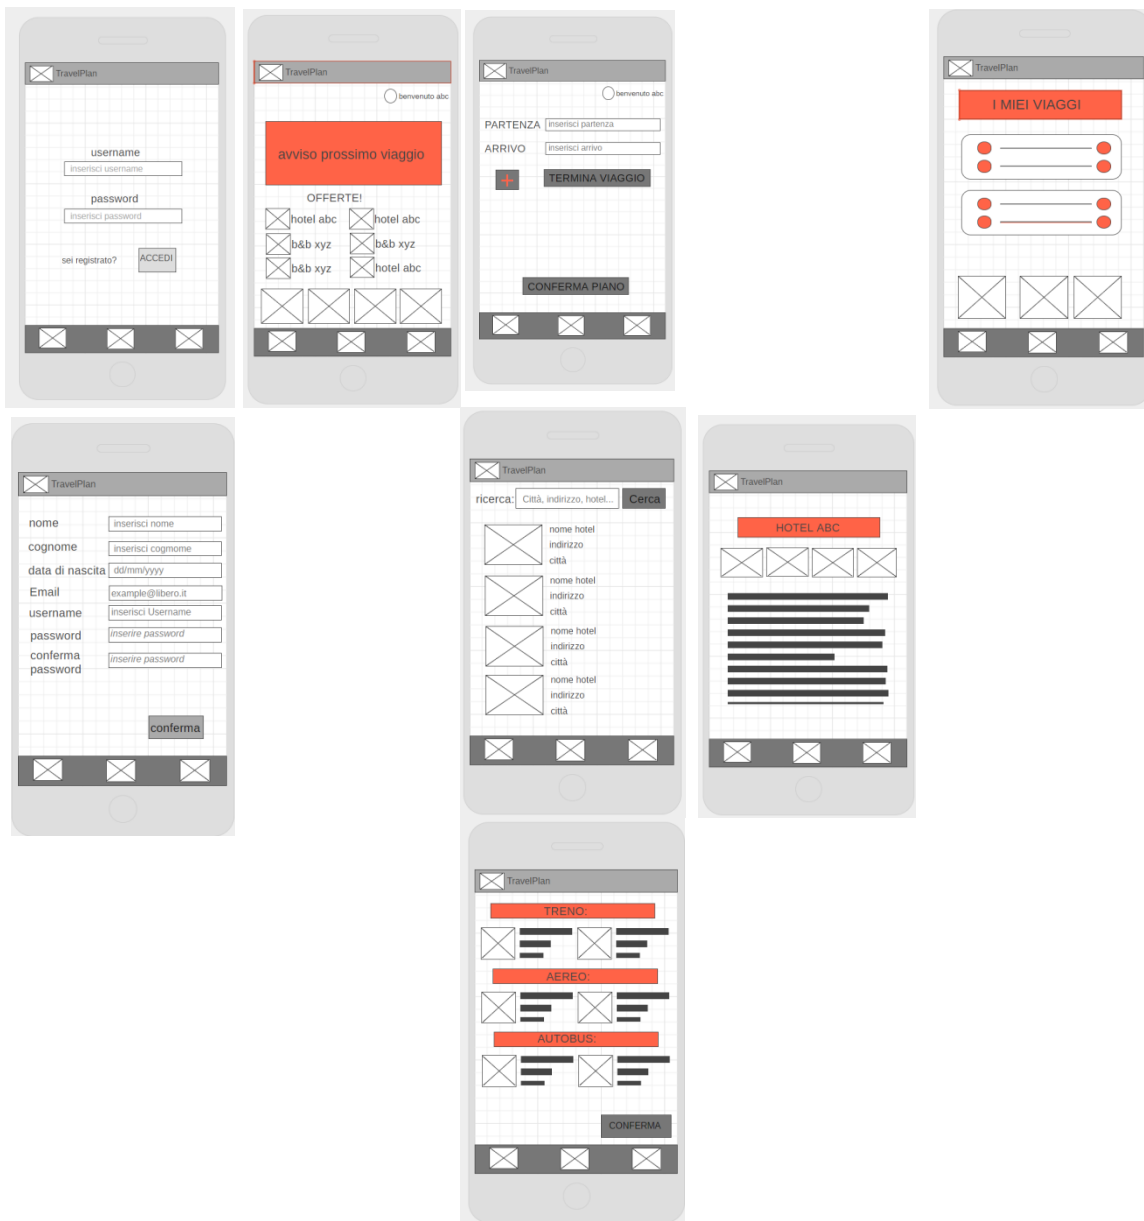 TravelPlan
username
inserisci username
password
inserisci password
sei registrato?
ACCEDI
TravelPlan
benvenuto abc
avviso prossimo viaggio
OFFERTE!
hotel abc
hotel abc
b&b xyz
b&b xyz
b&b xyz
hotel abc
TravelPlan
benvenuto abc
PARTENZA
inserisci partenza
ARRIVO
inserisci arrivo
+
TERMINA VIAGGIO
CONFERMA PIANO
TravelPlan
I MIEI VIAGGI
TravelPlan
nome
inserisci nome
cognome
inserisci cogmome
data di nascita
dd/mm/yyyy
Email
example@libero.it
username
inserisci Username
password
inserire password
conferma
password
inserire password
conferma
TravelPlan
ricerca:
Città, indirizzo, hotel...
Cerca
nome hotel
indirizzo
città
nome hotel
indirizzo
città
nome hotel
indirizzo
città
nome hotel
indirizzo
città
TravelPlan
HOTEL ABC
TravelPlan
TRENO:
AEREO:
AUTOBUS:
CONFERMA